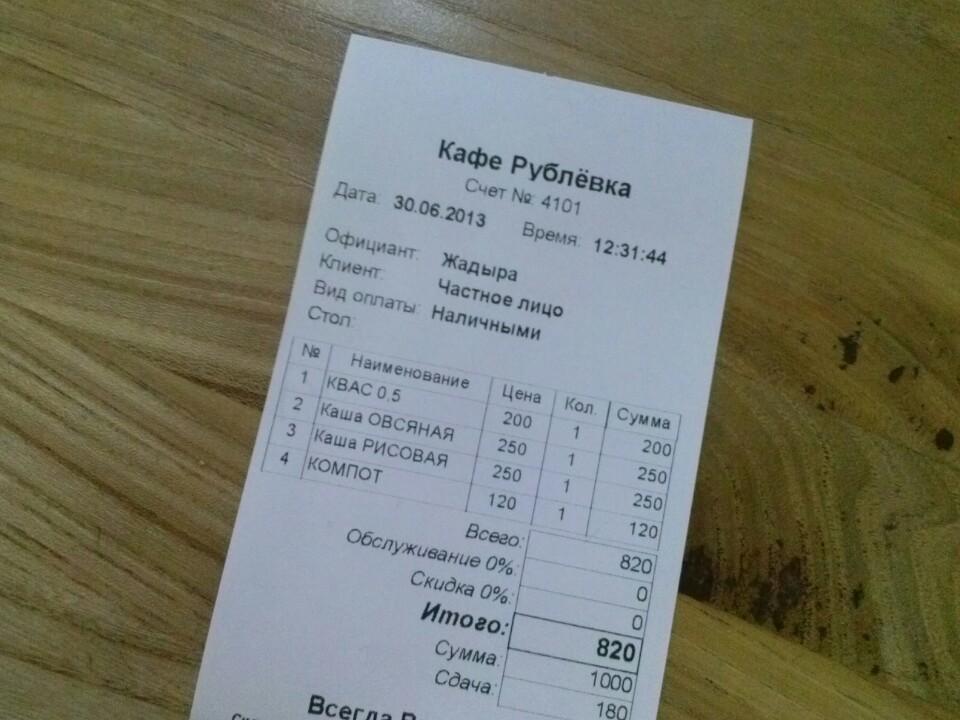 Кафе Рублёвка
Счет №: 4101
Дата: 30.06.2013 Время: 12:31:44
Официант: Жадыра
Клиент: Частное лицо
Вид оплаты: Наличными
Стол:
№ Наименование Цена Кол. Сумма
1 КВАС 0,5 200 1 200
2 Каша ОВСЯНАЯ 250 1 250
3 Каша РИСОВАЯ 250 1 250
4 КОМПОТ 120 1 120
Всего: 820
Обслуживание 0%: 0
Скидка 0%: 0
Итого: 820
Сумма: 1000
Сдача: 180
Всегда